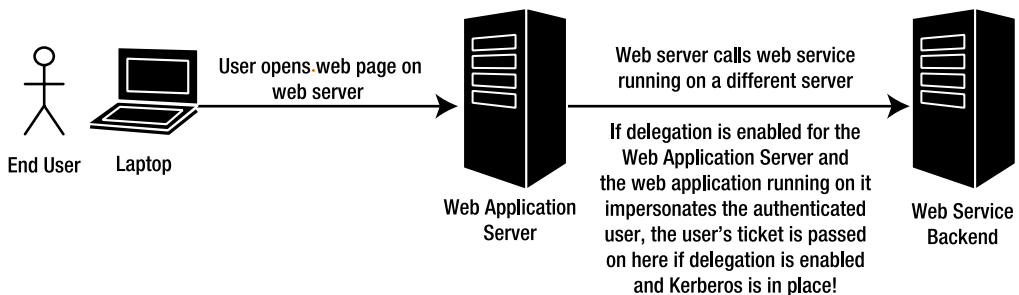 User opens web page on
web server
Web server calls web service
running on a different server
If delegation is enabled for the
Web Application Server and
the web application running on it
impersonates the authenticated
user, the user's ticket is passed
on here if delegation is enabled
and Kerberos is in place!
End User
Laptop
Web Application
Server
Web Service
Backend